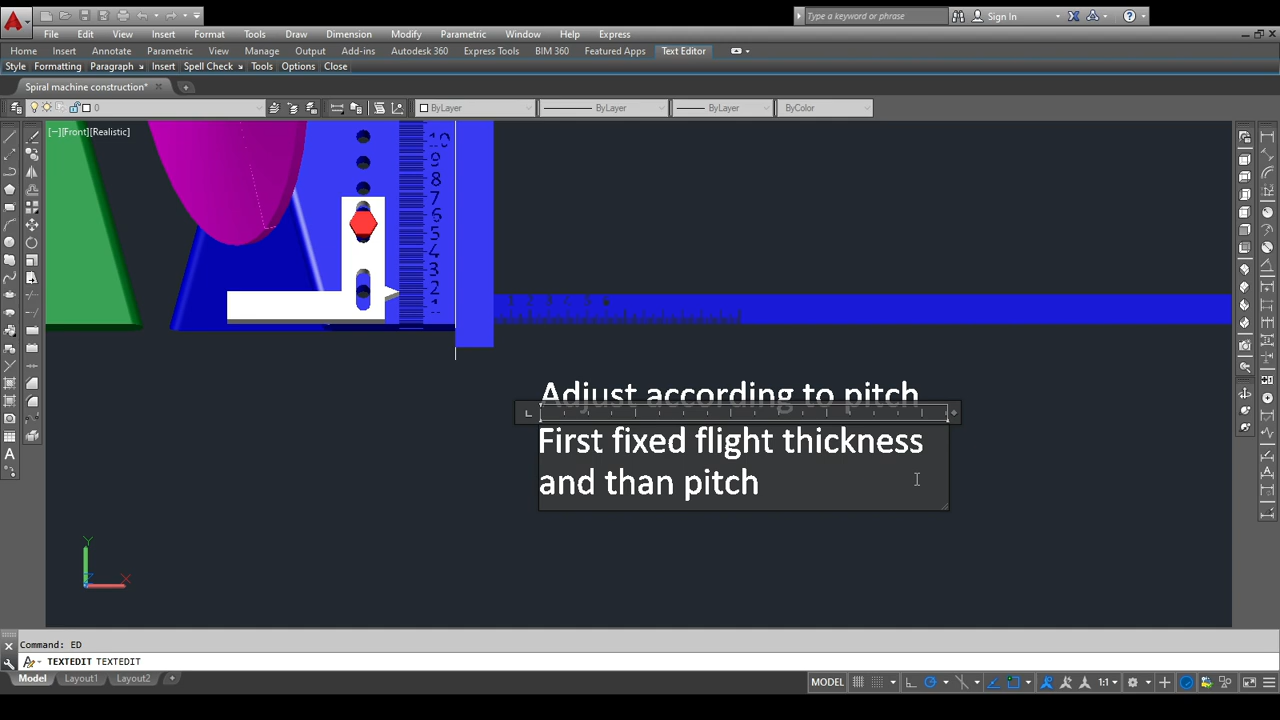 Type a keyword or phrase
Sign In
File Edit View Insert Format Tools Draw Dimension Modify Parametric Window Help Express
Home Insert Annotate Parametric View Manage Output Add-ins Autodesk 360 Express Tools BIM 360 Featured Apps Text Editor
Style Formatting Paragraph Insert Spell Check Tools Options Close
Spiral machine construction*
0
ByLayer ByLayer ByLayer ByColor
[−][Front][Realistic]
10
9
8
7
6
5
4
3
2
1
Adjust according to pitch
First fixed flight thickness
and than pitch
Y
X
Command: ED
TEXTEDIT TEXTEDIT
Model Layout1 Layout2
MODEL
1:1